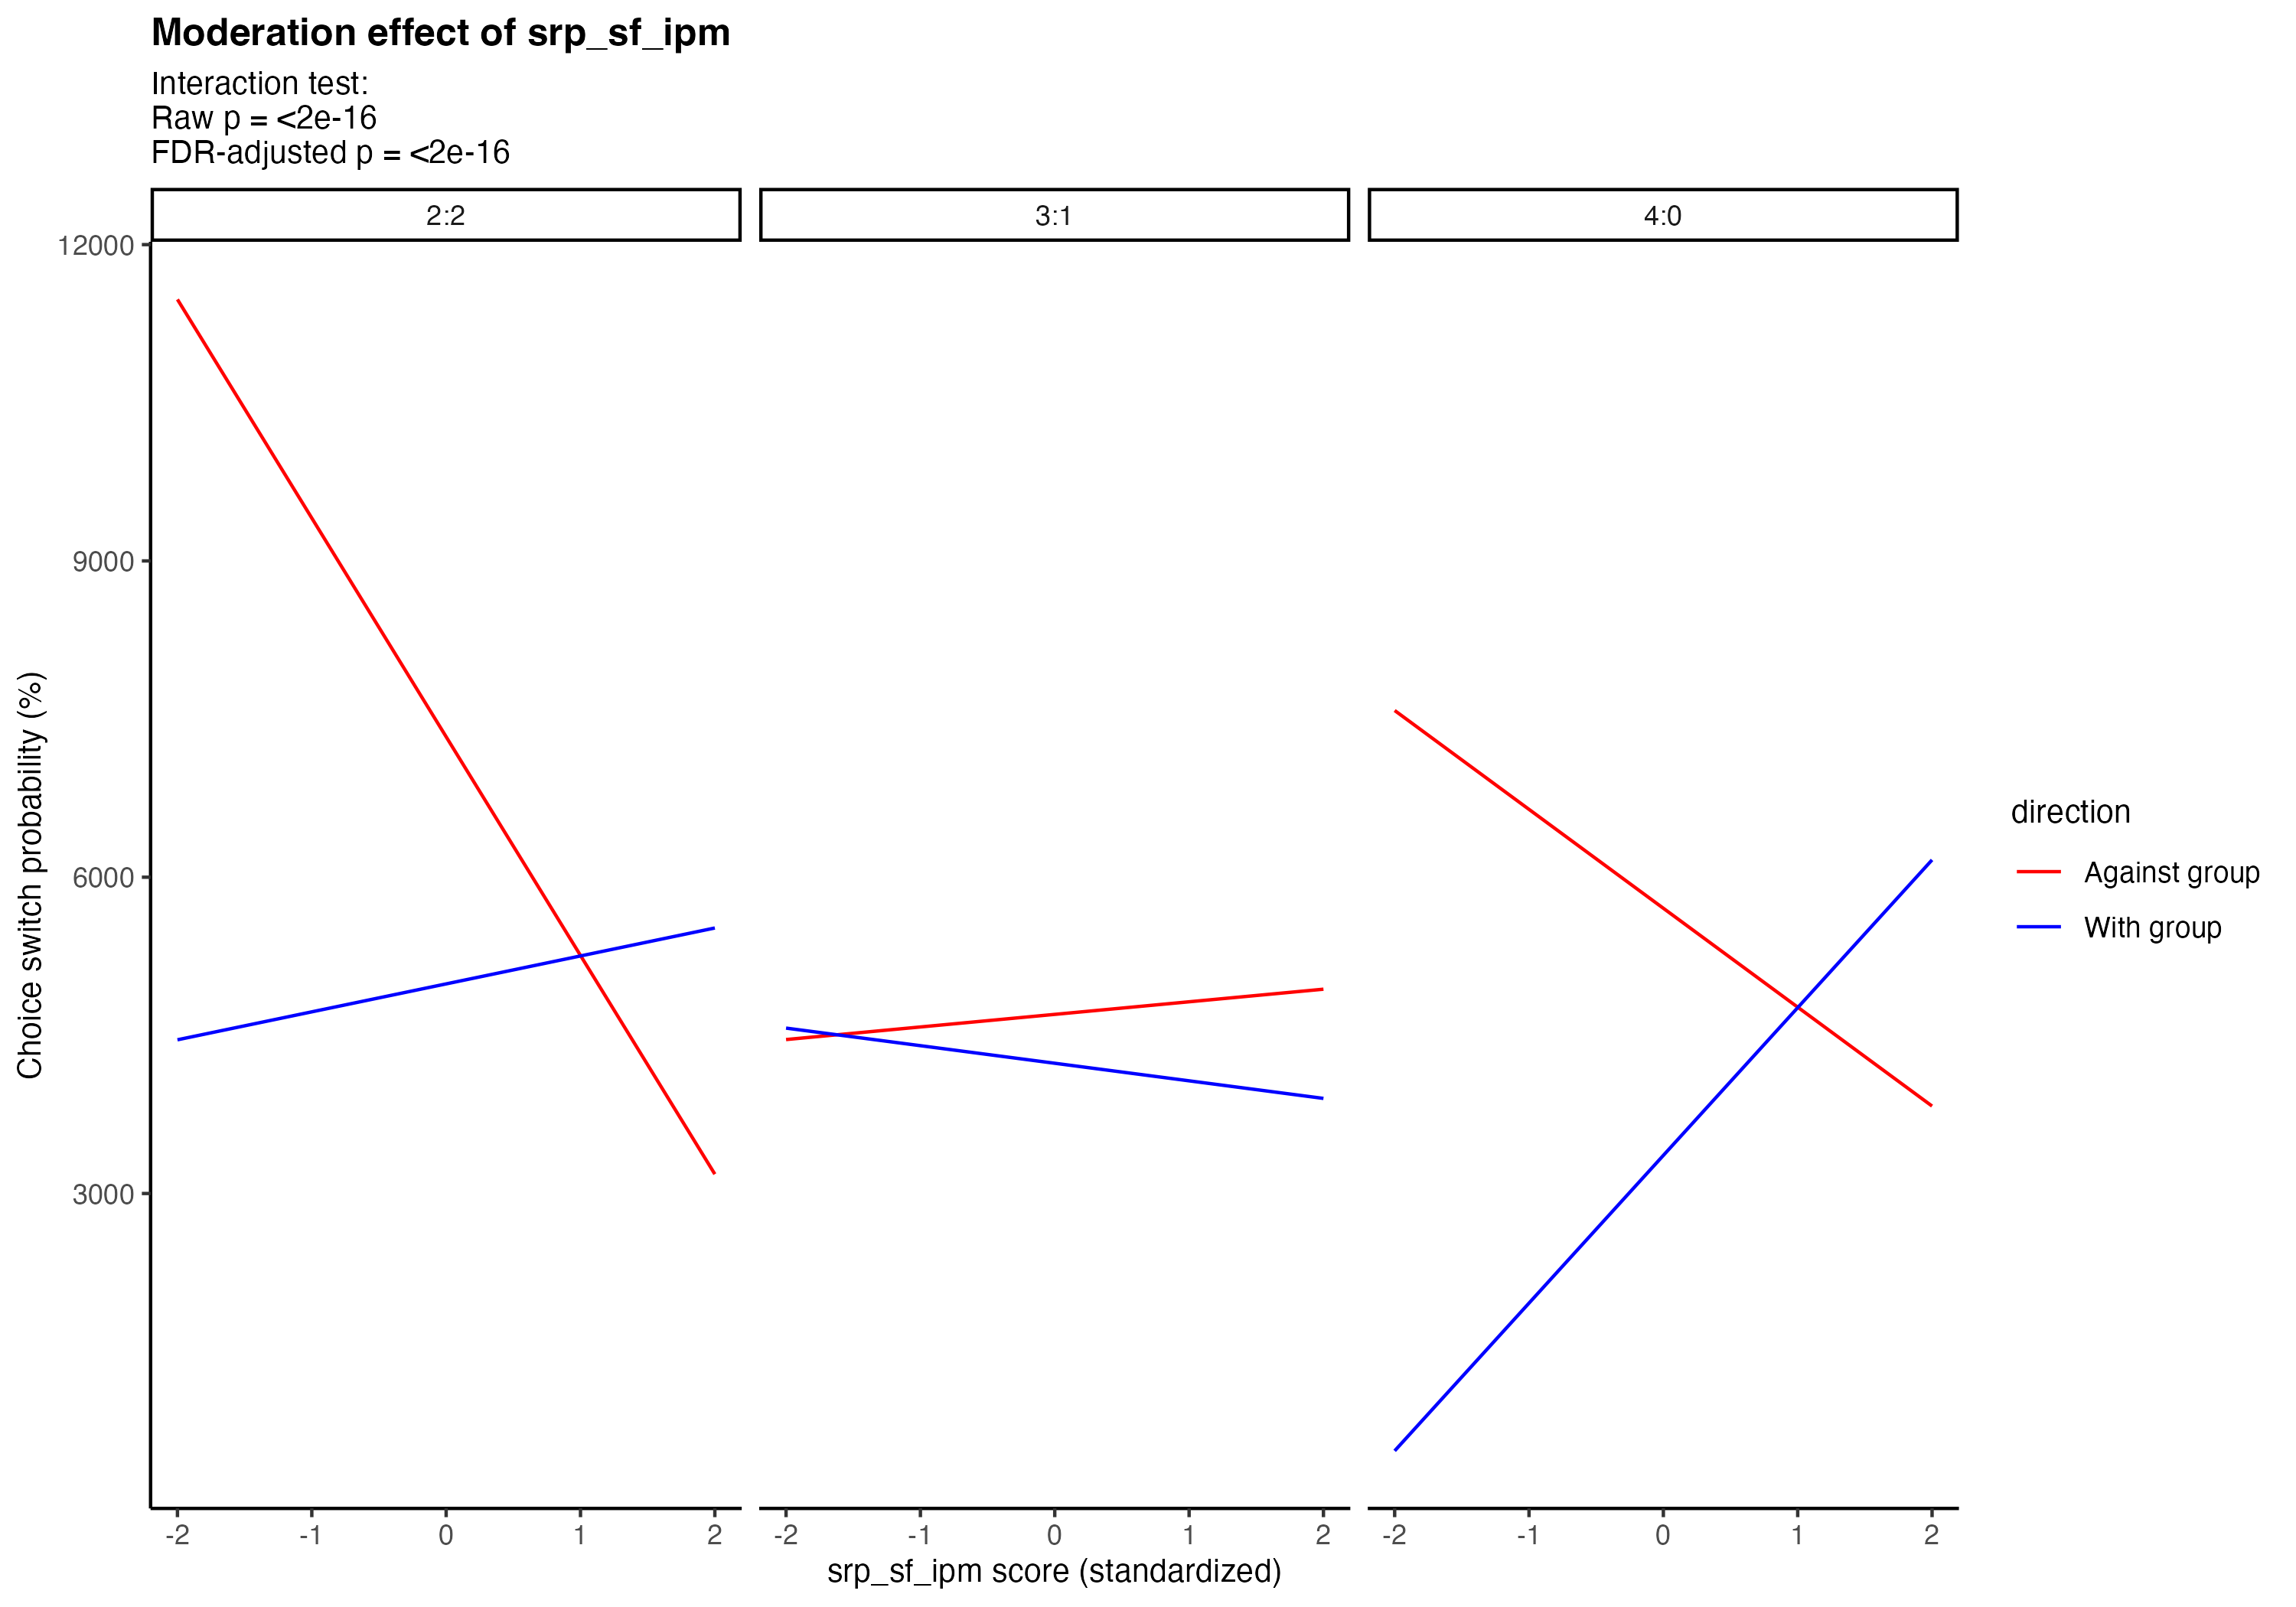 Moderation effect of srp_sf_ipm
Interaction test:
Raw p = <2e-16
FDR-adjusted p = <2e-16
2:2
3:1
4:0
12000
9000
6000
3000
Choice switch probability (%)
-2 -1 0 1 2
-2 -1 0 1 2
-2 -1 0 1 2
srp_sf_ipm score (standardized)
direction
Against group
With group